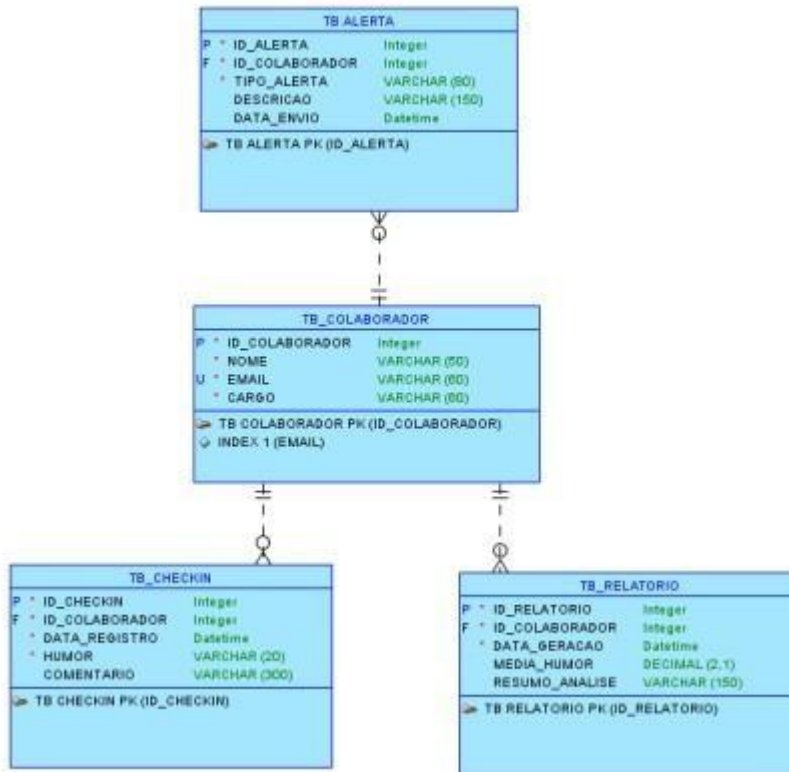 TB ALERTA
P * ID_ALERTA Integer
F * ID_COLABORADOR Integer
* TIPO_ALERTA VARCHAR (80)
DESCRICAO VARCHAR (150)
DATA_ENVIO Datetime
TB ALERTA PK (ID_ALERTA)
TB_COLABORADOR
P * ID_COLABORADOR Integer
* NOME VARCHAR (50)
U * EMAIL VARCHAR (60)
* CARGO VARCHAR (60)
TB COLABORADOR PK (ID_COLABORADOR)
INDEX 1 (EMAIL)
TB_CHECKIN
P * ID_CHECKIN Integer
F * ID_COLABORADOR Integer
* DATA_REGISTRO Datetime
* HUMOR VARCHAR (20)
COMENTARIO VARCHAR (300)
TB CHECKIN PK (ID_CHECKIN)
TB_RELATORIO
P * ID_RELATORIO Integer
F * ID_COLABORADOR Integer
* DATA_GERACAO Datetime
MEDIA_HUMOR DECIMAL (2,1)
RESUMO_ANALISE VARCHAR (150)
TB RELATORIO PK (ID_RELATORIO)